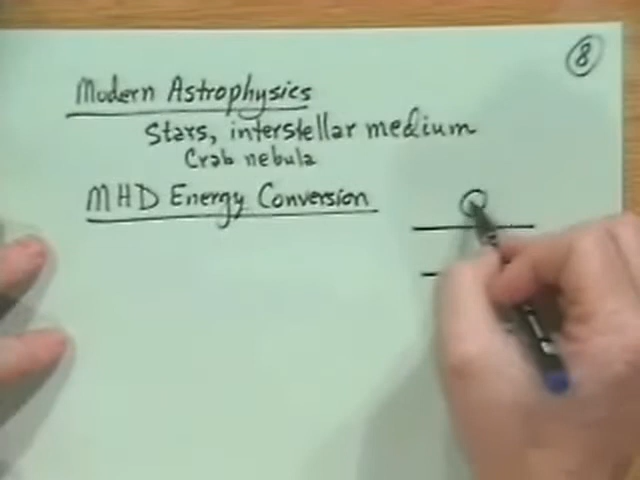 8
Modern Astrophysics
Stars, interstellar medium
Crab nebula
MHD Energy Conversion